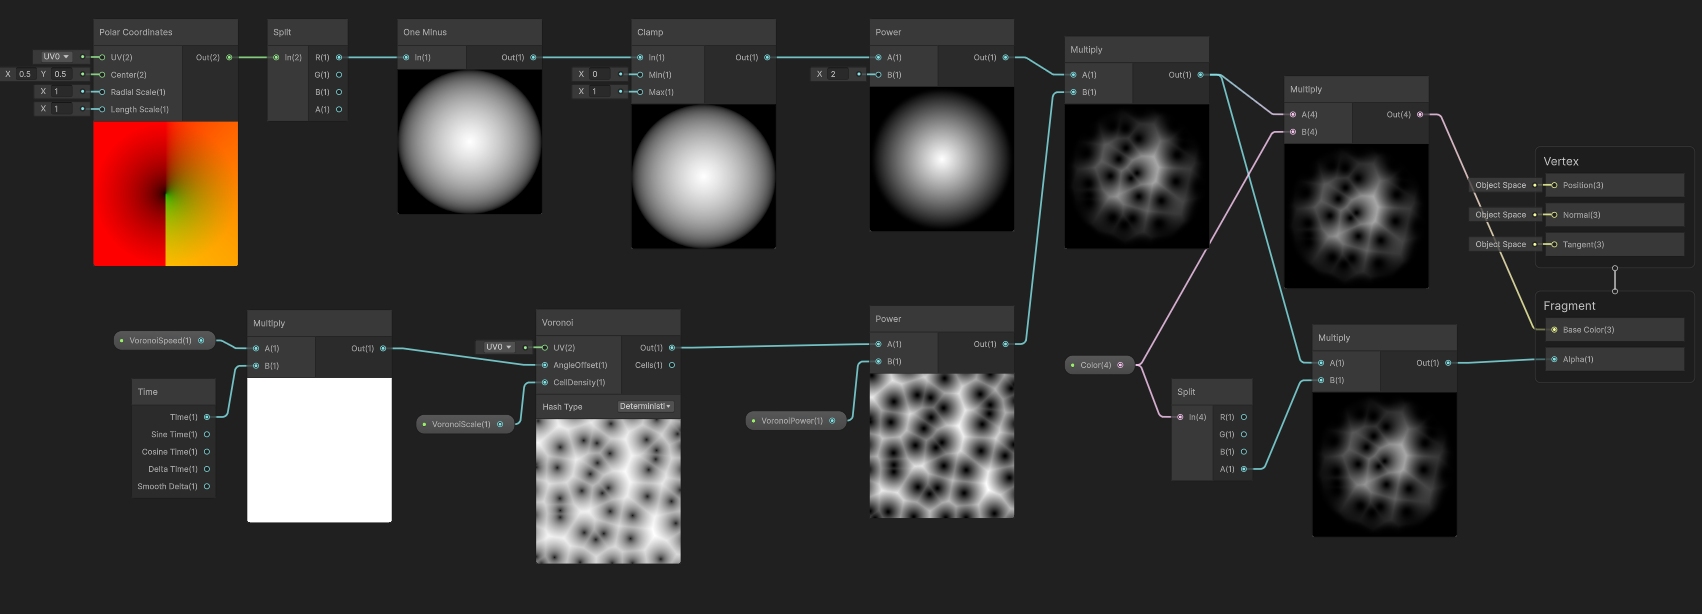 Polar Coordinates
UV0
UV(2)
Out(2)
X 0.5 Y 0.5
Center(2)
X 1
Radial Scale(1)
X 1
Length Scale(1)
Split
In(2)
R(1)
G(1)
B(1)
A(1)
One Minus
In(1)
Out(1)
Clamp
In(1)
Out(1)
X 0
Min(1)
X 1
Max(1)
Power
A(1)
Out(1)
X 2
B(1)
Multiply
A(1)
Out(1)
B(1)
Multiply
A(4)
Out(4)
B(4)
Vertex
Object Space
Position(3)
Object Space
Normal(3)
Object Space
Tangent(3)
Fragment
Base Color(3)
Alpha(1)
VoronoiSpeed(1)
Time
Time(1)
Sine Time(1)
Cosine Time(1)
Delta Time(1)
Smooth Delta(1)
Multiply
A(1)
Out(1)
B(1)
VoronoiScale(1)
Voronoi
UV0
UV(2)
Out(1)
AngleOffset(1)
Cells(1)
CellDensity(1)
Hash Type
Deterministi
VoronoiPower(1)
Power
A(1)
Out(1)
B(1)
Color(4)
Split
In(4)
R(1)
G(1)
B(1)
A(1)
Multiply
A(1)
Out(1)
B(1)